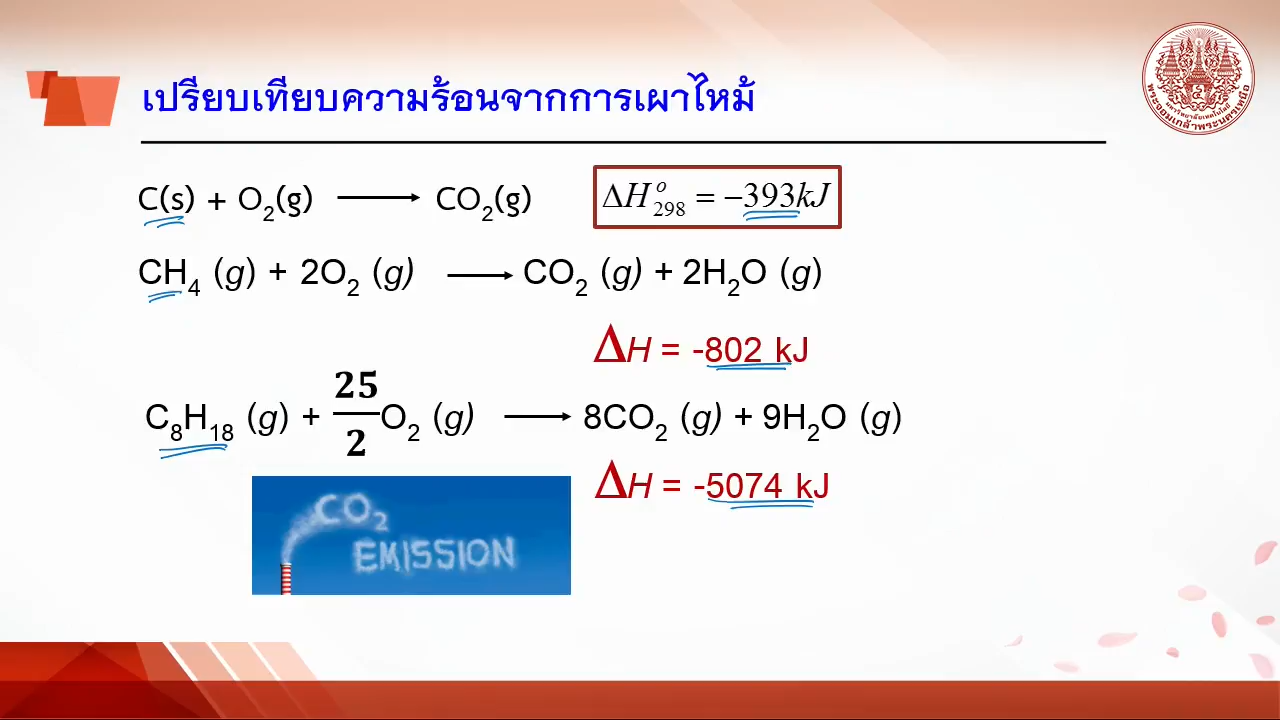 เปรียบเทียบความร้อนจากการเผาไหม้
C(s) + O₂(g) ⟶ CO₂(g) ΔH°₂₉₈ = −393kJ
CH₄ (g) + 2O₂ (g) ⟶ CO₂ (g) + 2H₂O (g)
ΔH = -802 kJ
C₈H₁₈ (g) + 25/2 O₂ (g) ⟶ 8CO₂ (g) + 9H₂O (g)
ΔH = -5074 kJ
CO₂
EMISSION